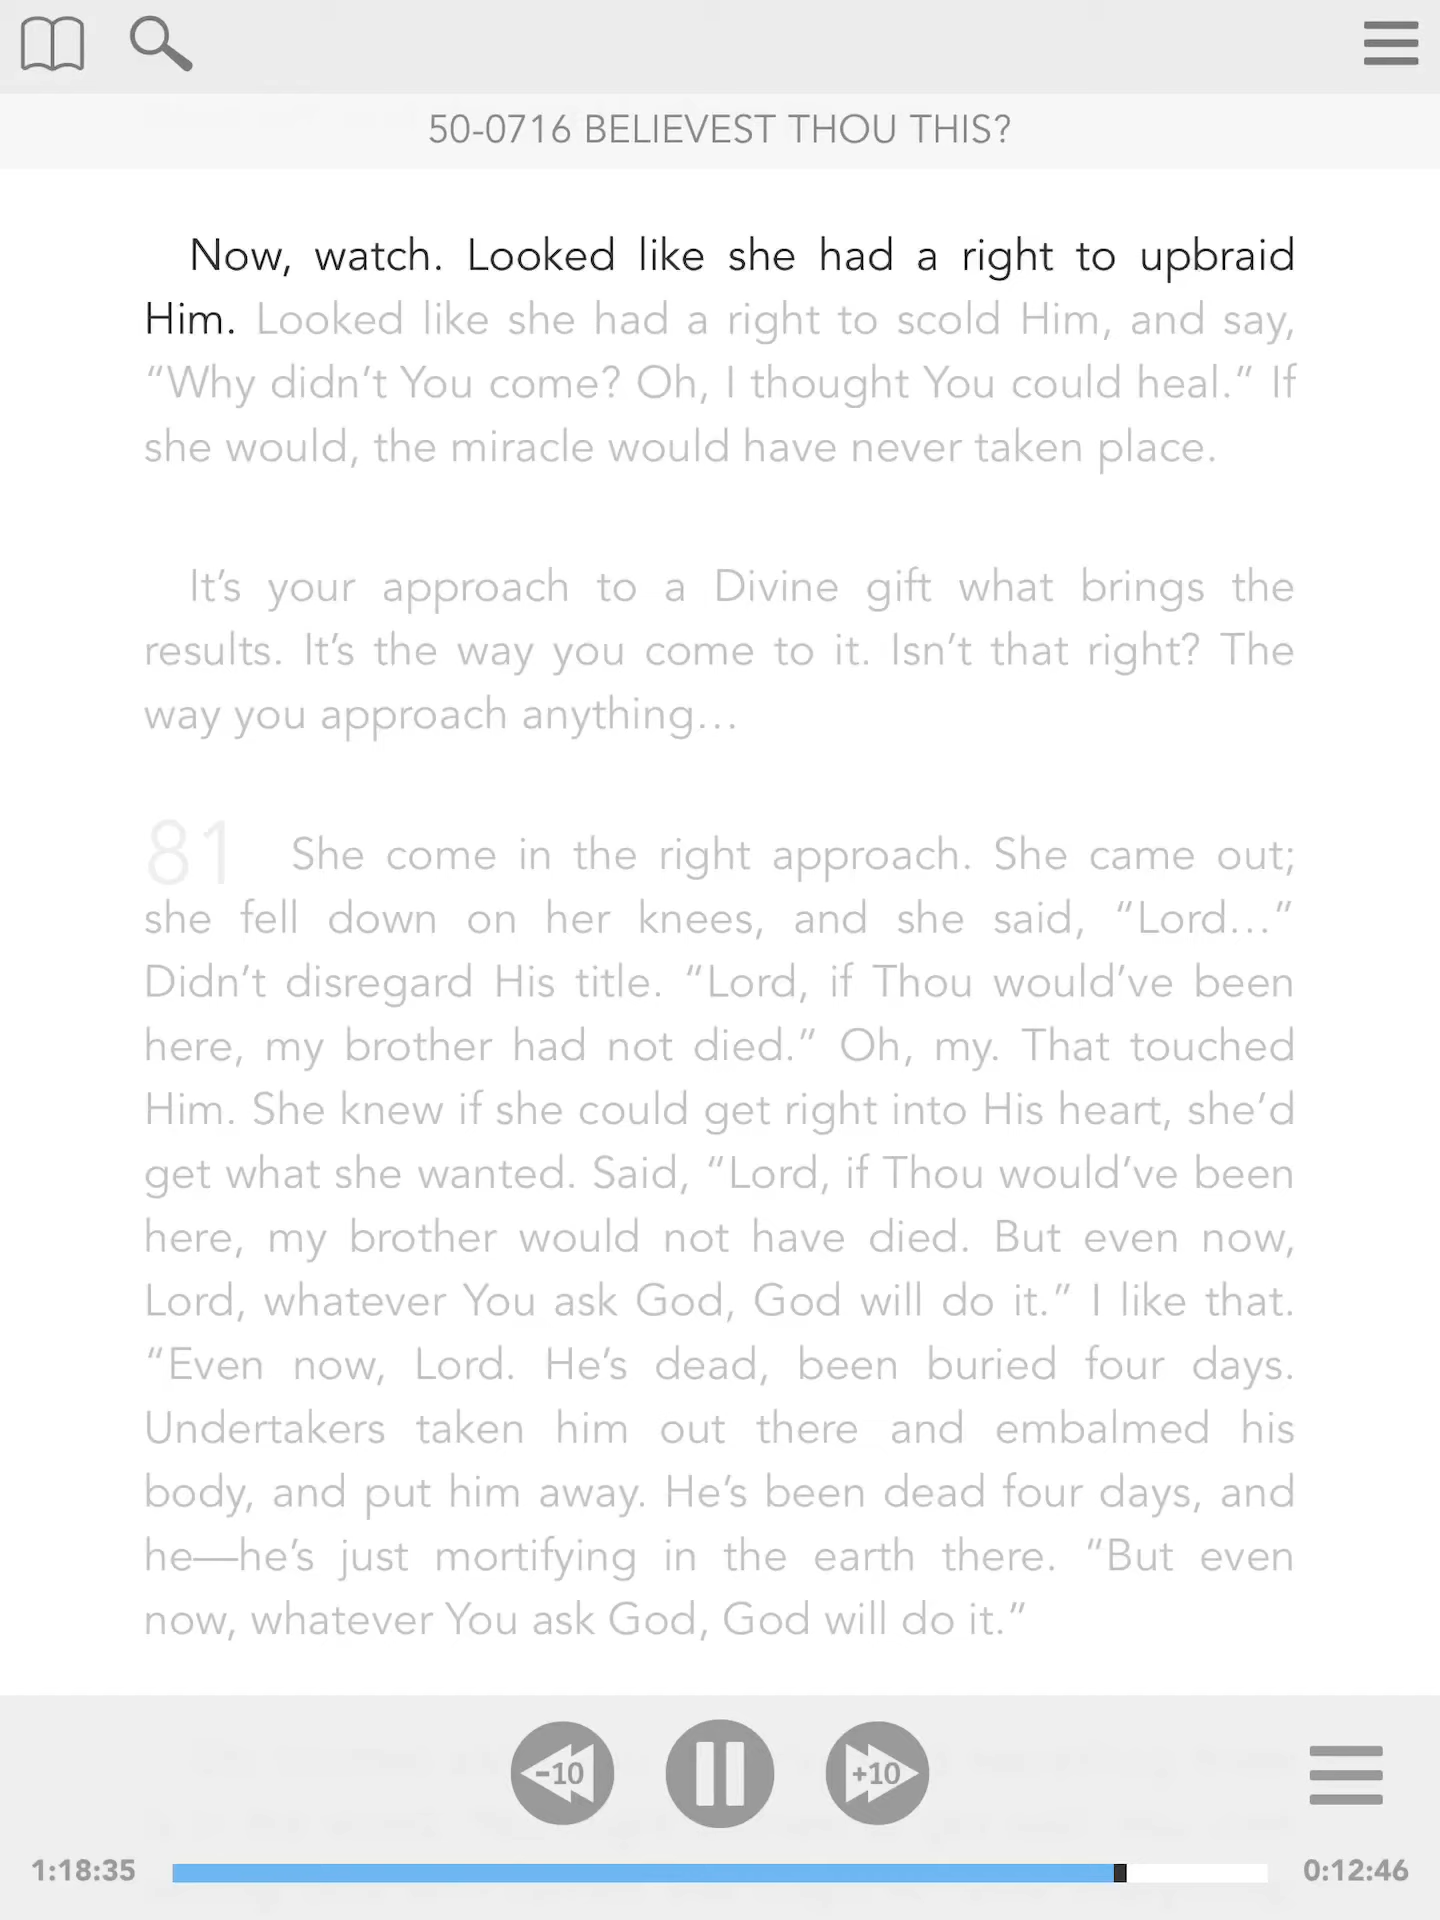 50-0716 BELIEVEST THOU THIS?
Now, watch. Looked like she had a right to upbraid
Him. Looked like she had a right to scold Him, and say,
“Why didn’t You come? Oh, I thought You could heal.” If
she would, the miracle would have never taken place.
It’s your approach to a Divine gift what brings the
results. It’s the way you come to it. Isn’t that right? The
way you approach anything…
81 She come in the right approach. She came out;
she fell down on her knees, and she said, “Lord…”
Didn’t disregard His title. “Lord, if Thou would’ve been
here, my brother had not died.” Oh, my. That touched
Him. She knew if she could get right into His heart, she’d
get what she wanted. Said, “Lord, if Thou would’ve been
here, my brother would not have died. But even now,
Lord, whatever You ask God, God will do it.” I like that.
“Even now, Lord. He’s dead, been buried four days.
Undertakers taken him out there and embalmed his
body, and put him away. He’s been dead four days, and
he—he’s just mortifying in the earth there. “But even
now, whatever You ask God, God will do it.”
-10 +10
1:18:35 0:12:46